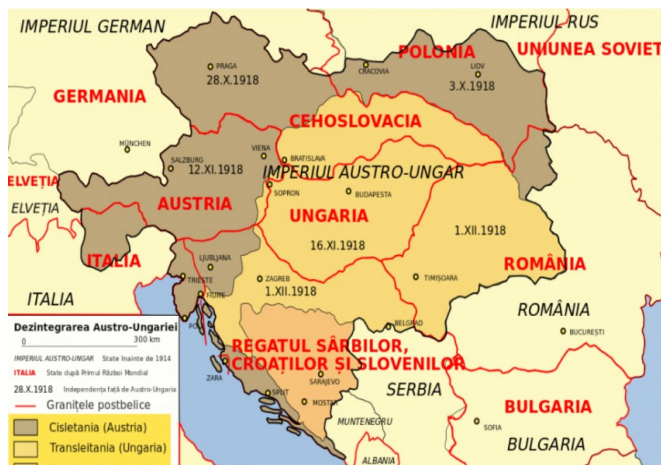 IMPERIUL GERMAN
IMPERIUL RUS
POLONIA
UNIUNEA SOVIET
PRAGA
28.X.1918
CRACOVIA
LIOV
3.X.1918
GERMANIA
CEHOSLOVACIA
MÜNCHEN
SALZBURG
VIENA
BRATISLAVA
12.XI.1918
IMPERIUL AUSTRO-UNGAR
ELVEȚIA
ELVEȚIE
SOPRON
BUDAPESTA
AUSTRIA
UNGARIA
16.XI.1918
1.XII.1918
ITALIA
LJUBLJANA
ROMÂNIA
TRIESTE
ZAGREB
TIMIȘOARA
FIUME
1.XII.1918
ITALIA
ROMÂNIA
PO
BELGRAD
BUCUREȘTI
Dezintegrarea Austro-Ungariei
0 300 km
IMPERIUL AUSTRO-UNGAR State înainte de 1914
ITALIA State după Primul Război Mondial
28.X.1918 Independența față de Austro-Ungaria
Granițele postbelice
Cisletania (Austria)
Transleitania (Ungaria)
REGATUL SÂRBILOR,
CROAȚILOR ȘI SLOVENILOR
ZARA
SARAJEVO
SERBIA
SPLIT
MOSTAR
BULGARIA
MUNTENEGRU
SOFIA
BULGARIA
ALBANIA